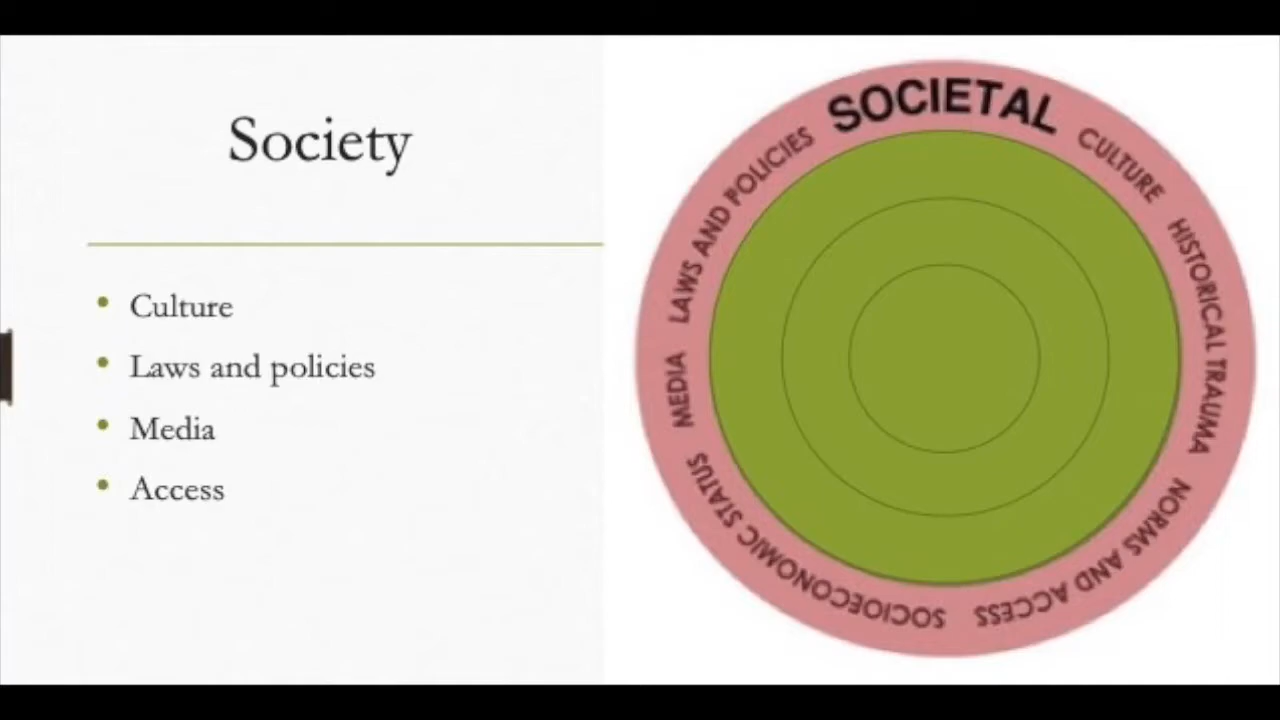 Society
Culture
Laws and policies
Media
Access
SOCIETAL
CULTURE
HISTORICAL TRAUMA
NORMS AND ACCESS
SOCIOECONOMIC STATUS
MEDIA
LAWS AND POLICIES